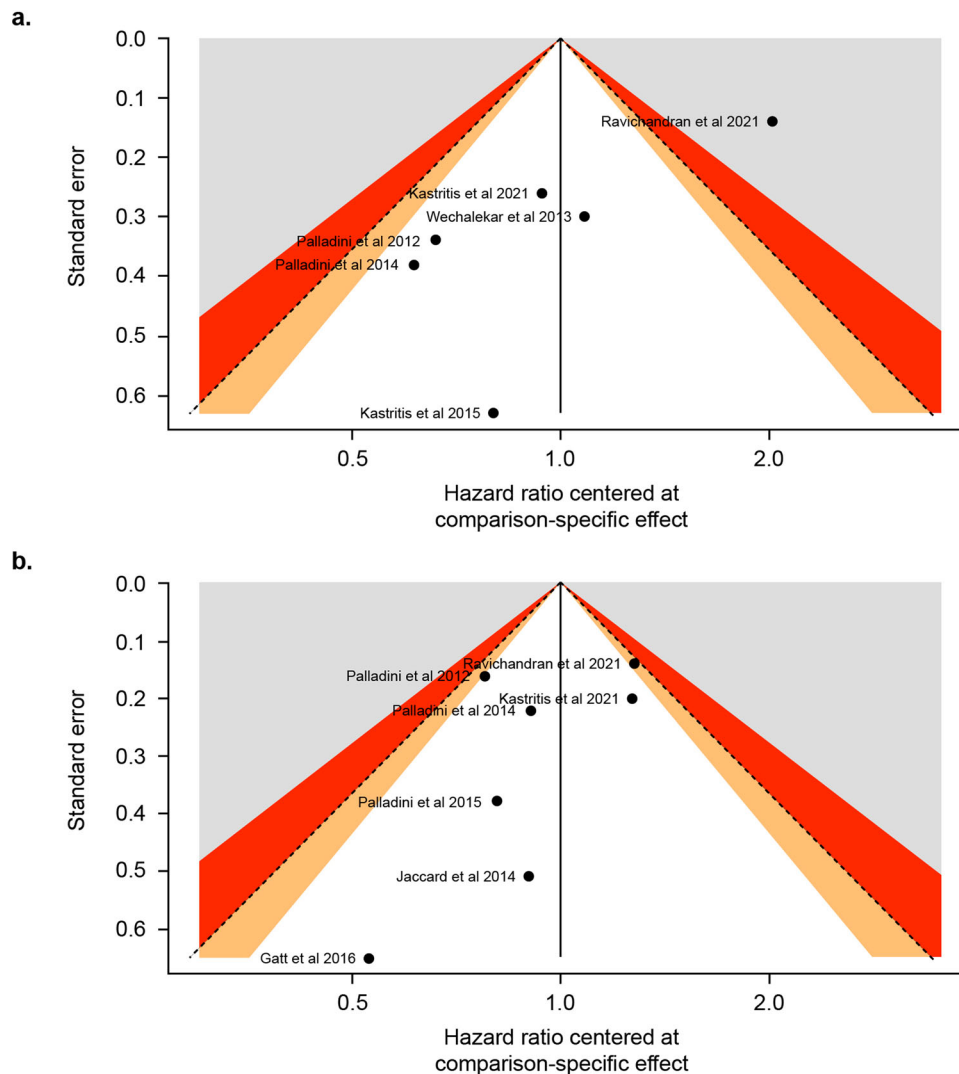 a.
0.0
0.1
Ravichandran et al 2021
0.2
Kastritis et al 2021
0.3
Wechalekar et al 2013
Palladini et al 2012
0.4
Palladini et al 2014
0.5
0.6
Kastritis et al 2015
Standard error
0.5
1.0
2.0
Hazard ratio centered at
comparison-specific effect
b.
0.0
0.1
Ravichandran et al 2021
Palladini et al 2012
0.2
Kastritis et al 2021
Palladini et al 2014
0.3
Palladini et al 2015
0.4
0.5
Jaccard et al 2014
0.6
Gatt et al 2016
Standard error
0.5
1.0
2.0
Hazard ratio centered at
comparison-specific effect